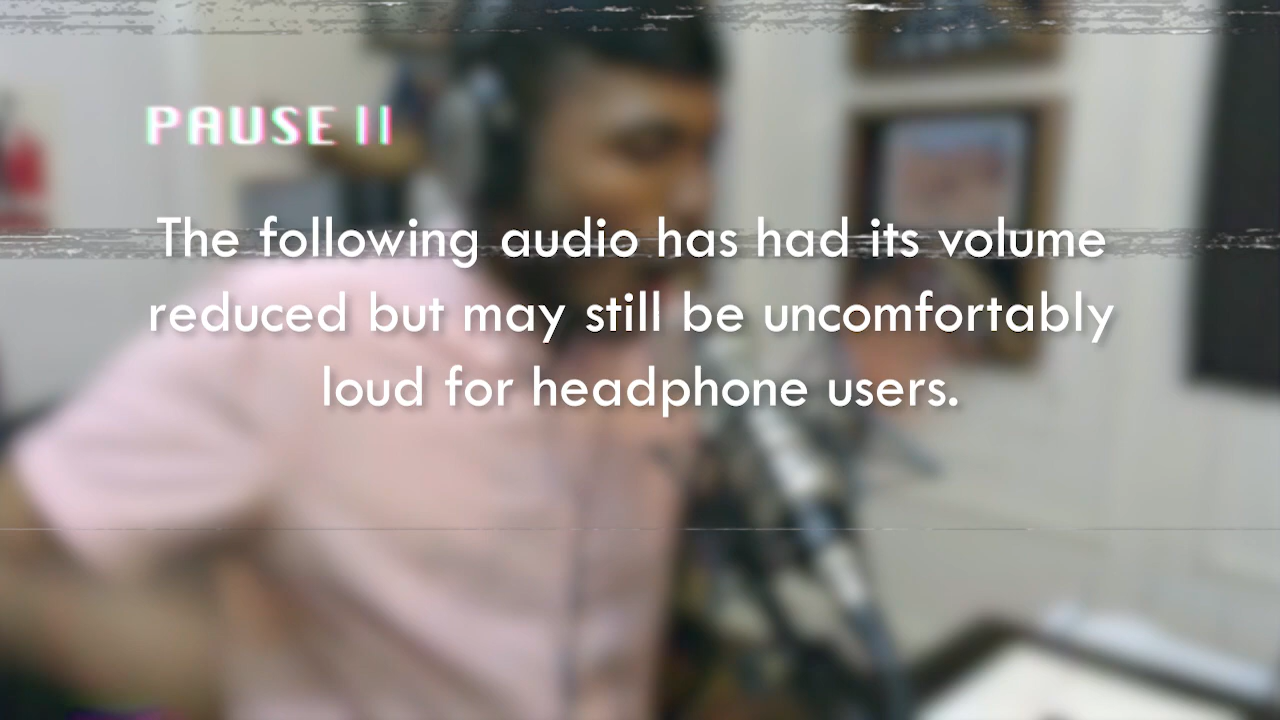 PAUSE II
The following audio has had its volume
reduced but may still be uncomfortably
loud for headphone users.